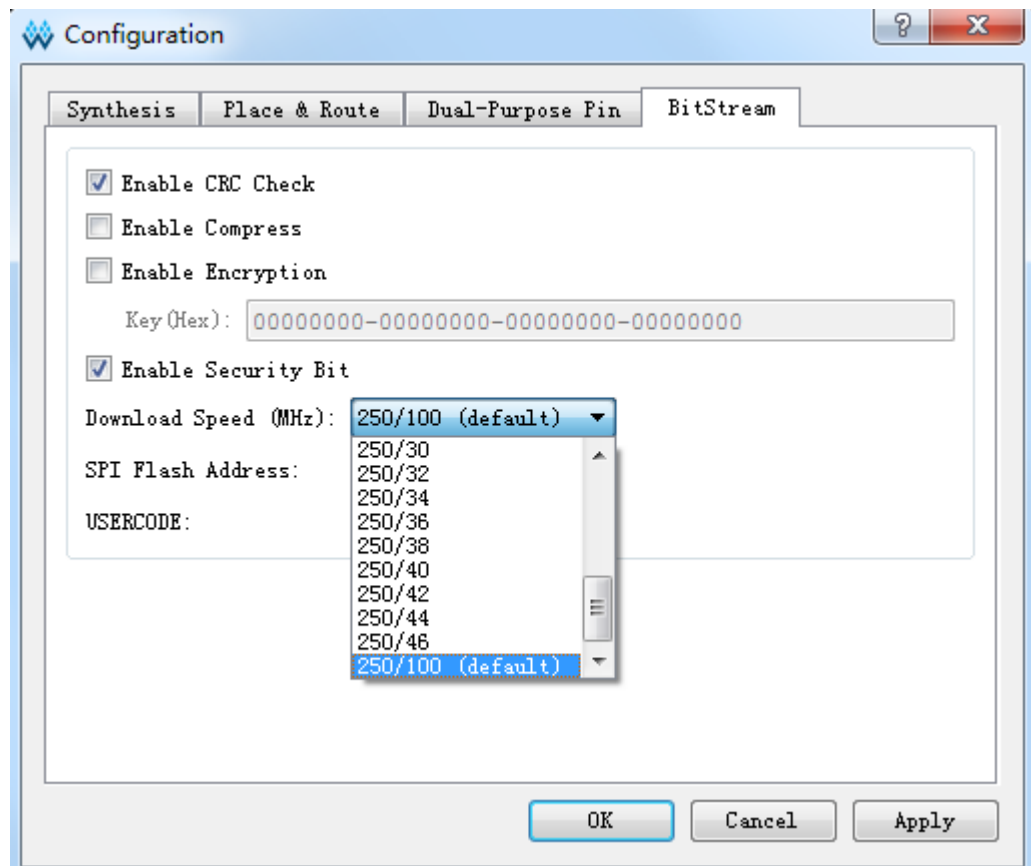 Configuration
Synthesis Place & Route Dual-Purpose Pin BitStream
Enable CRC Check
Enable Compress
Enable Encryption
Key(Hex): 00000000-00000000-00000000-00000000
Enable Security Bit
Download Speed (MHz): 250/100 (default)
250/30
SPI Flash Address: 250/32
250/34
USERCODE: 250/36
250/38
250/40
250/42
250/44
250/46
250/100 (default)
OK Cancel Apply